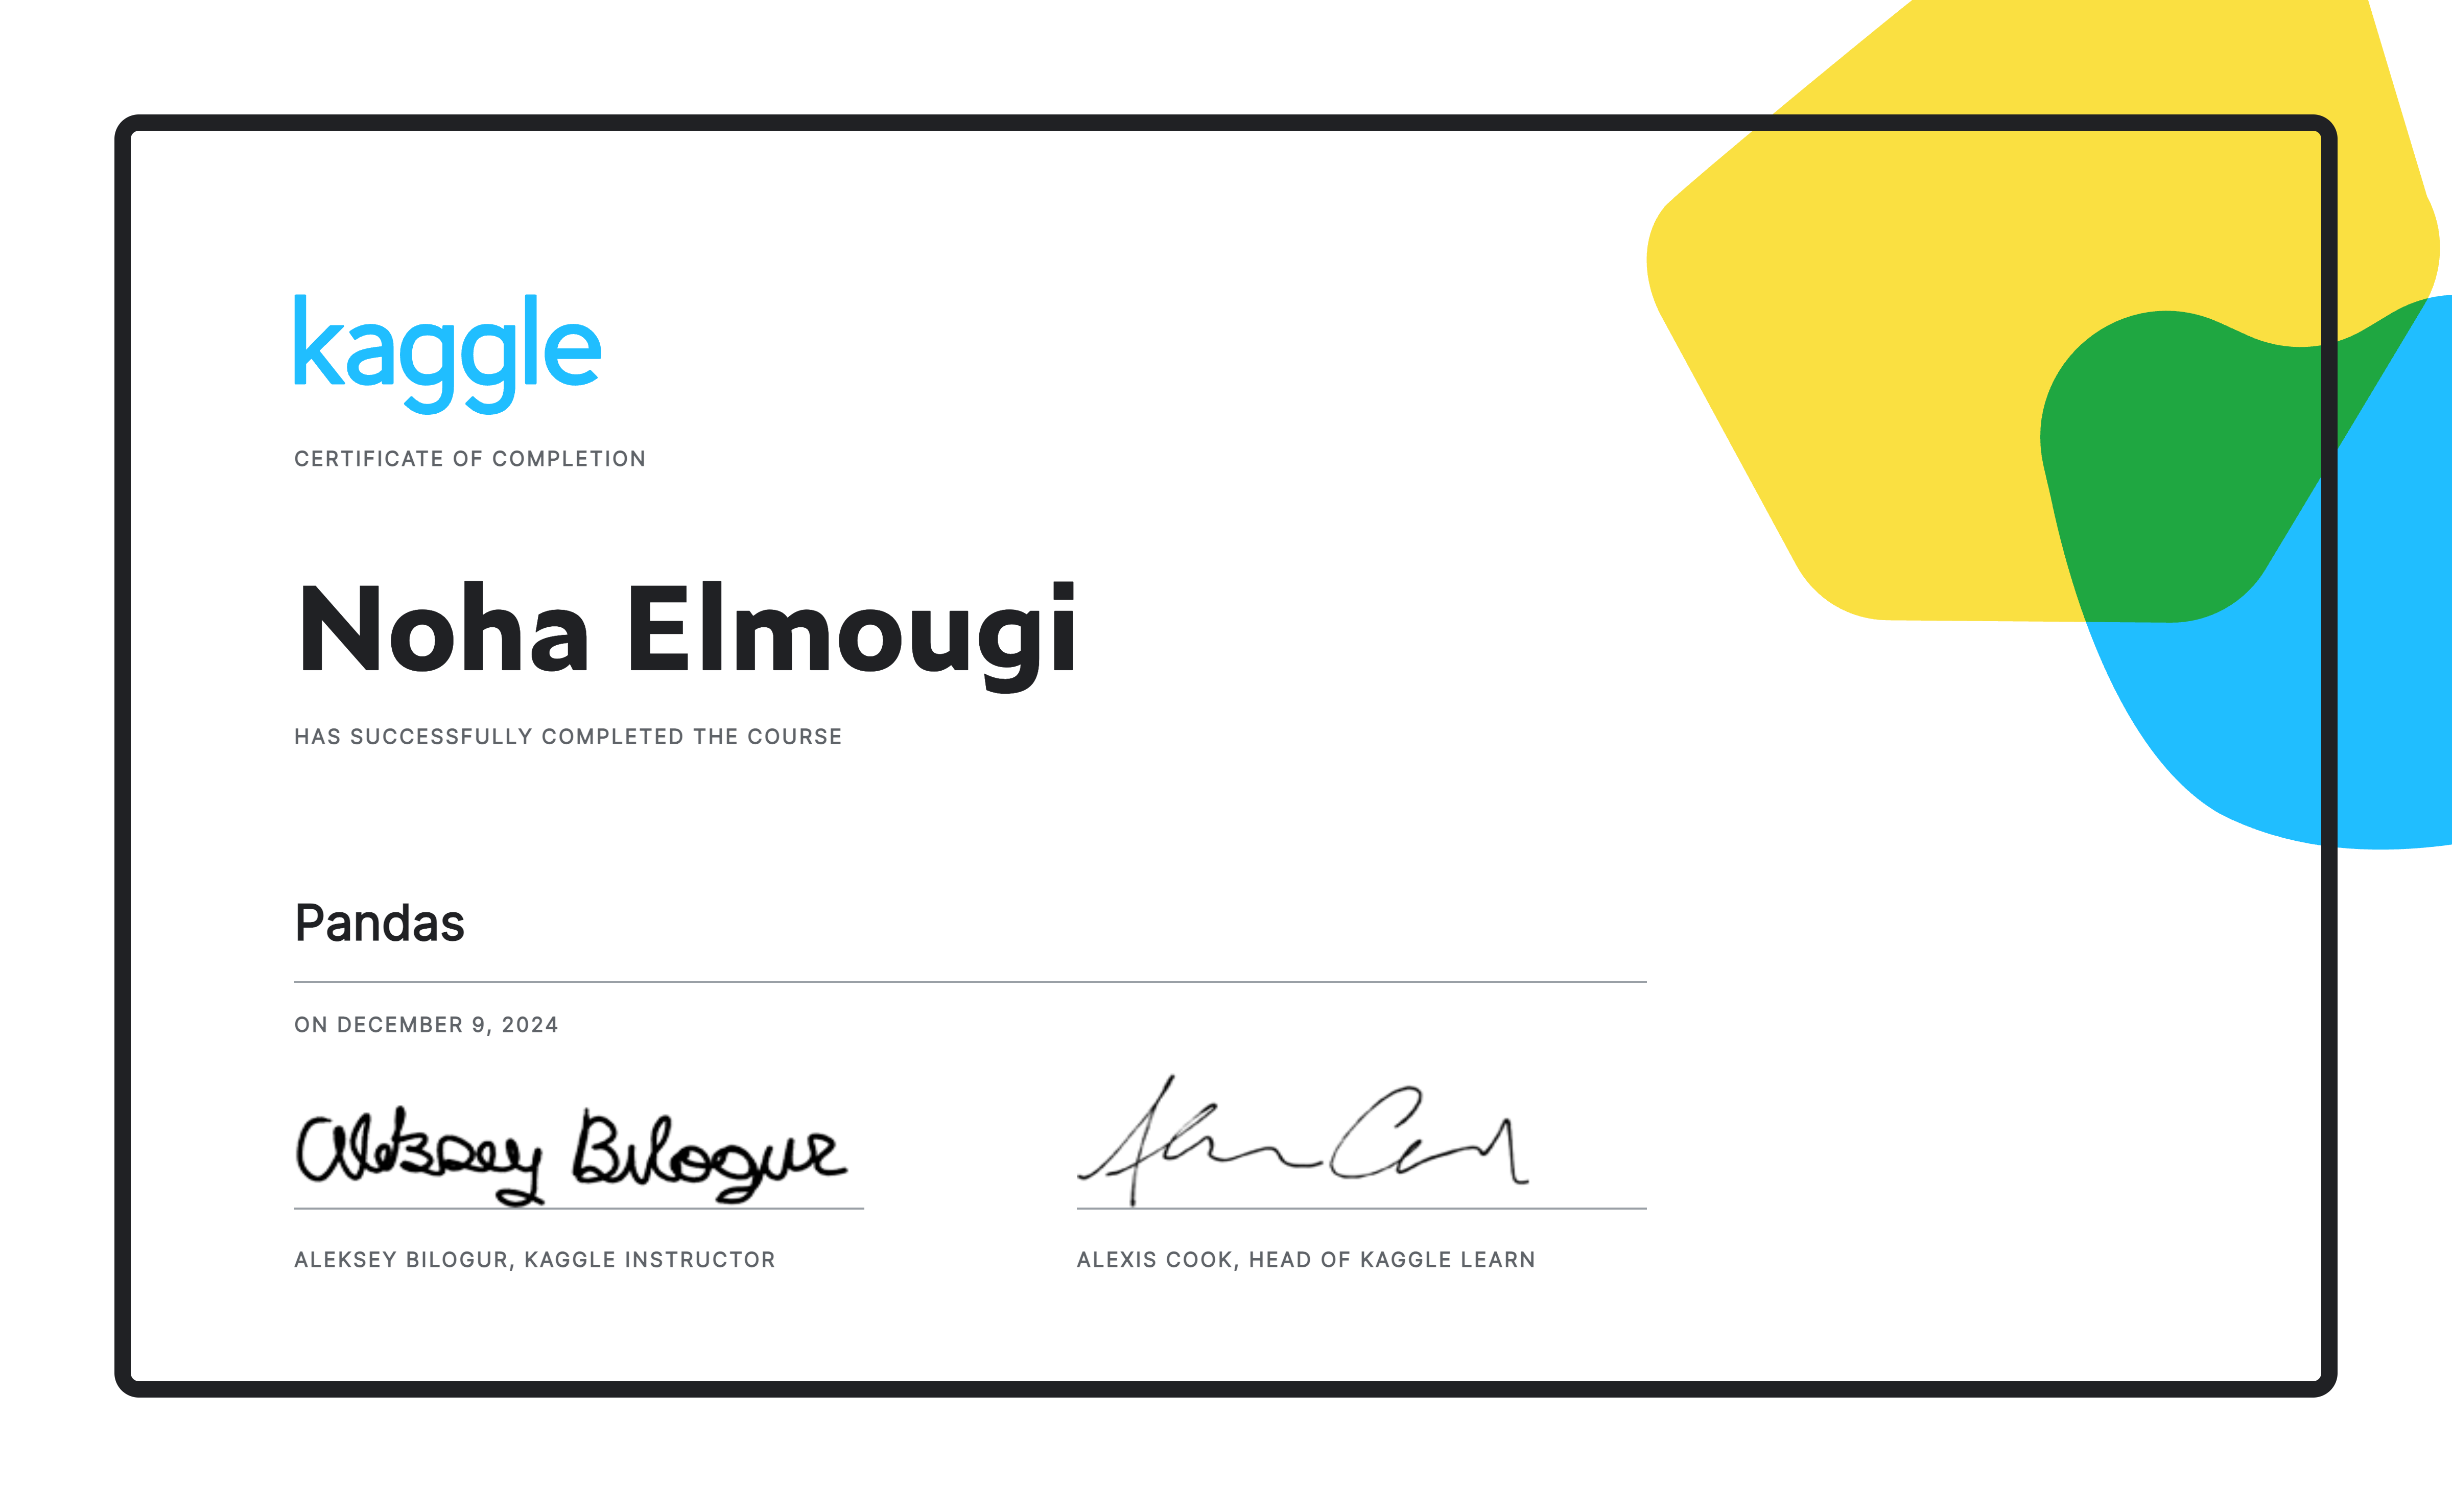 kaggle
CERTIFICATE OF COMPLETION
Noha Elmougi
HAS SUCCESSFULLY COMPLETED THE COURSE
Pandas
ON DECEMBER 9, 2024
Aleksey Bilogur
ALEKSEY BILOGUR, KAGGLE INSTRUCTOR
ALEXIS COOK, HEAD OF KAGGLE LEARN